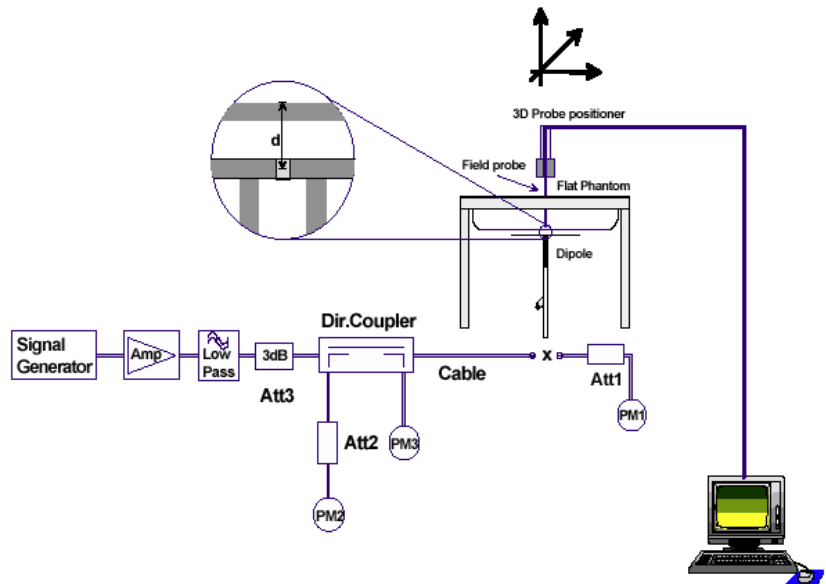 3D Probe positioner
d
Field probe
Flat Phantom
Dipole
Dir.Coupler
Signal
Generator
Amp
Low
Pass
3dB
Att3
Cable
x
Att1
PM1
Att2
PM3
PM2